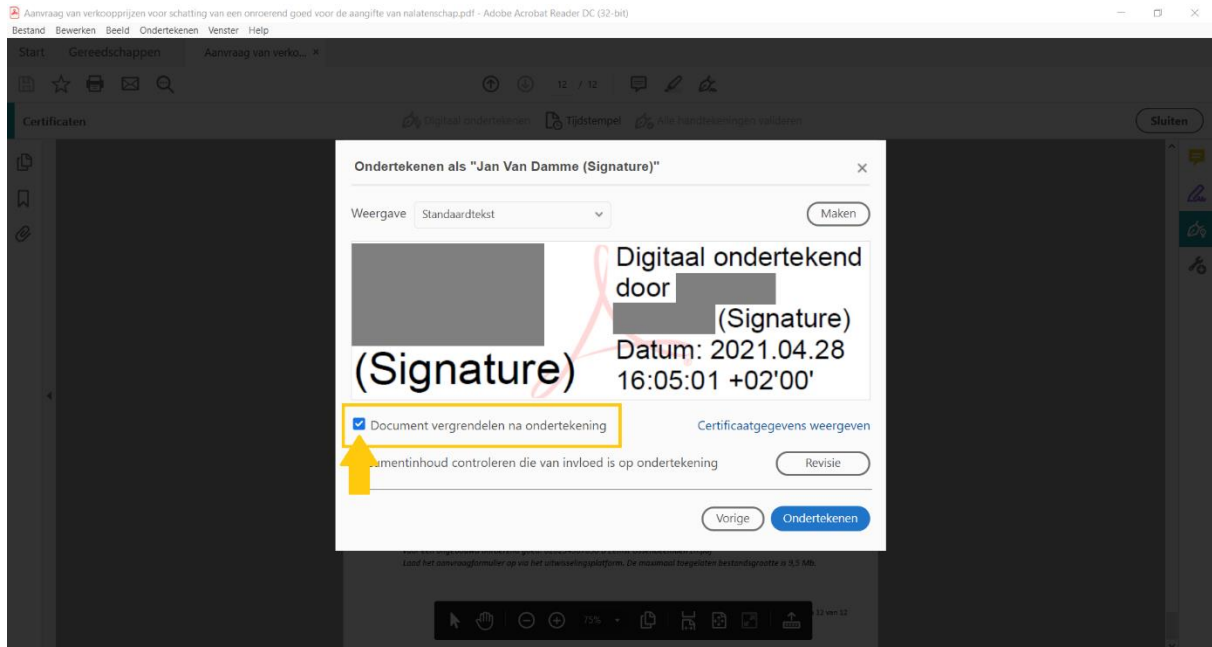 Aanvraag van verkoopprijzen voor schatting van een onroerend goed voor de aangifte van nalatenschap.pdf - Adobe Acrobat Reader DC (32-bit)
Bestand Bewerken Beeld Ondertekenen Venster Help
Start Gereedschappen Aanvraag van verko... ×
12 / 12
Certificaten Digitaal ondertekenen Tijdstempel Alle handtekeningen valideren Sluiten
Ondertekenen als "Jan Van Damme (Signature)"
Weergave Standaardtekst Maken
(Signature)
Digitaal ondertekend
door
(Signature)
Datum: 2021.04.28
16:05:01 +02'00'
Document vergrendelen na ondertekening Certificaatgegevens weergeven
umentinhoud controleren die van invloed is op ondertekening Revisie
Vorige Ondertekenen
Laad het aanvraagformulier op via het uitwisselingsplatform. De maximaal toegelaten bestandsgrootte is 9,5 Mb.
75%
12 van 12